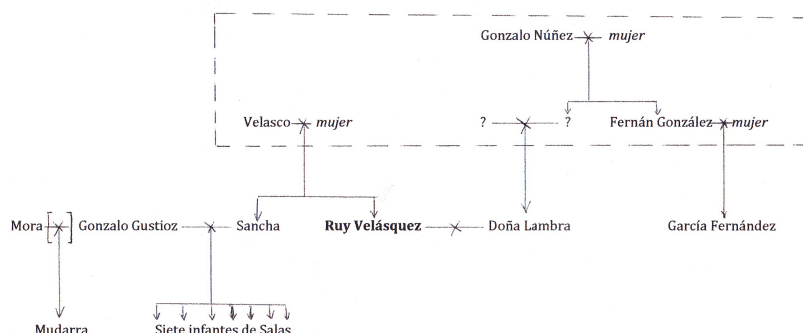 Gonzalo Núñez mujer
Velasco mujer ? ? Fernán González mujer
Mora [ ] Gonzalo Gustioz Sancha Ruy Velásquez Doña Lambra García Fernández
Mudarra Siete infantes de Salas